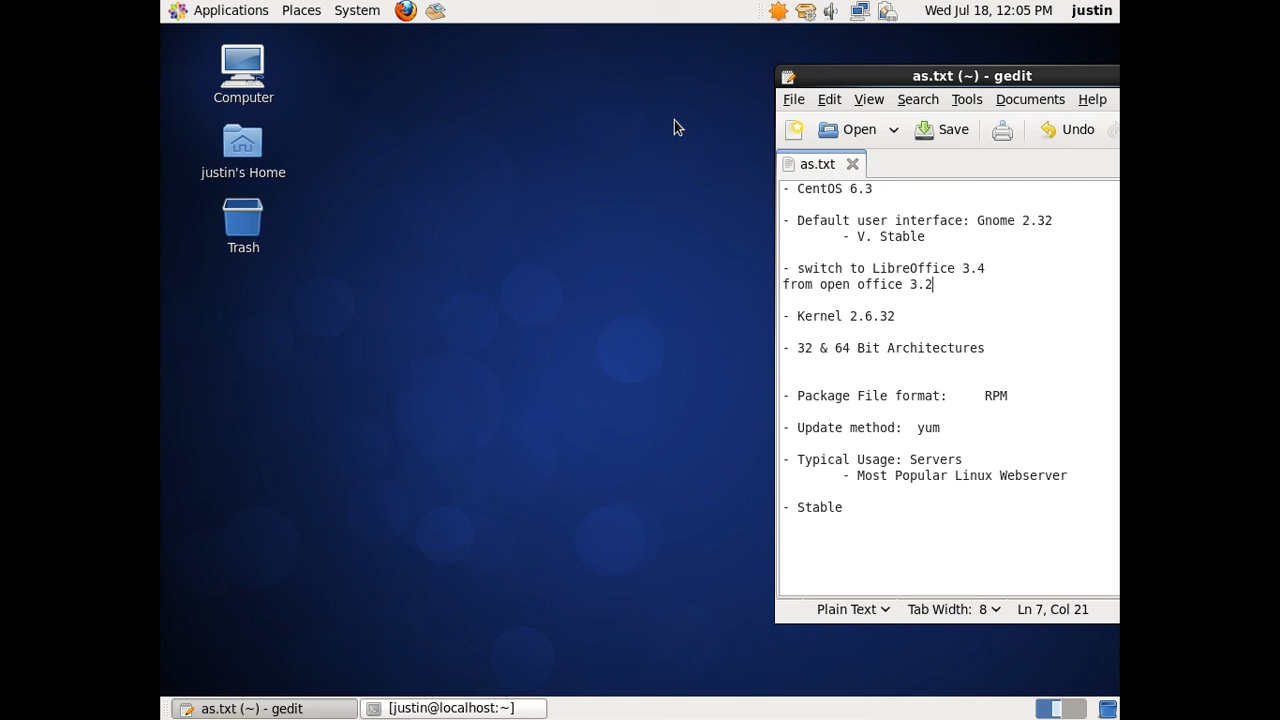 Applications Places System Wed Jul 18, 12:05 PM justin
Computer
justin's Home
Trash
as.txt (~) - gedit
File Edit View Search Tools Documents Help
Open Save Undo
as.txt
- CentOS 6.3
- Default user interface: Gnome 2.32
- V. Stable
- switch to LibreOffice 3.4
from open office 3.2
- Kernel 2.6.32
- 32 & 64 Bit Architectures
- Package File format: RPM
- Update method: yum
- Typical Usage: Servers
- Most Popular Linux Webserver
- Stable
Plain Text Tab Width: 8 Ln 7, Col 21
as.txt (~) - gedit [justin@localhost:~]